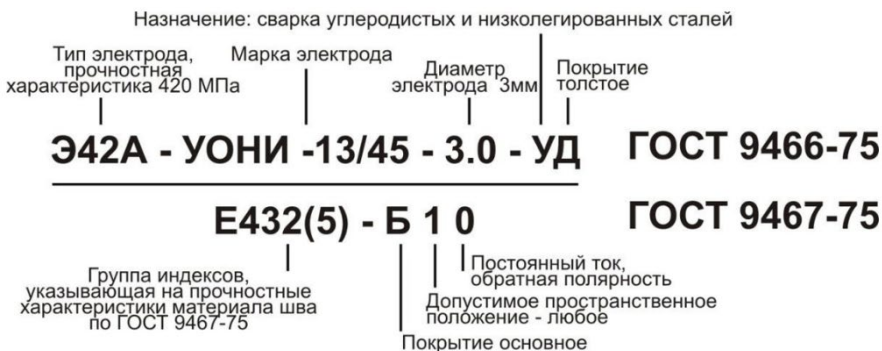 Назначение: сварка углеродистых и низколегированных сталей
Тип электрода,
прочностная
характеристика 420 МПа
Марка электрода
Диаметр
электрода 3мм
Покрытие
толстое
Э42А - УОНИ -13/45 - 3.0 - УД
ГОСТ 9466-75
Е432(5) - Б 1 0
ГОСТ 9467-75
Группа индексов,
указывающая на прочностные
характеристики материала шва
по ГОСТ 9467-75
Постоянный ток,
обратная полярность
Допустимое пространственное
положение - любое
Покрытие основное